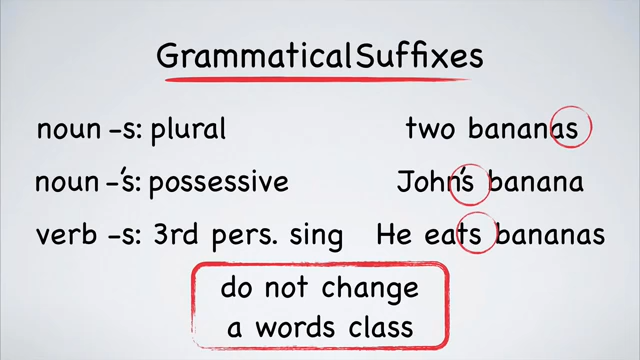 Grammatical Suffixes
noun -s: plural two bananas
noun -'s: possessive John's banana
verb -s: 3rd pers. sing He eats bananas
do not change
a words class